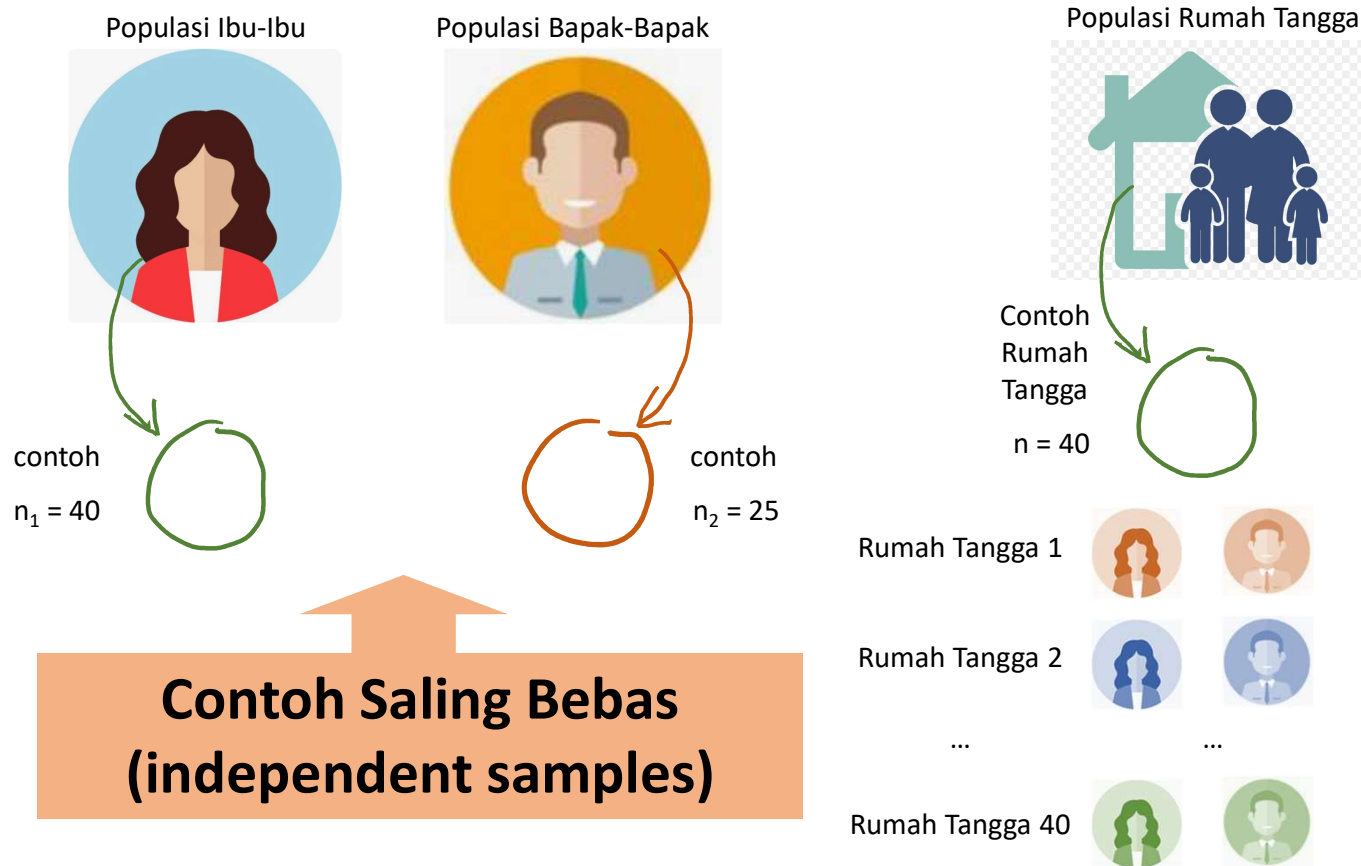 Populasi Ibu-Ibu
Populasi Bapak-Bapak
Populasi Rumah Tangga
contoh
n₁ = 40
contoh
n₂ = 25
Contoh Saling Bebas
(independent samples)
Contoh
Rumah
Tangga
n = 40
Rumah Tangga 1
Rumah Tangga 2
... ...
Rumah Tangga 40